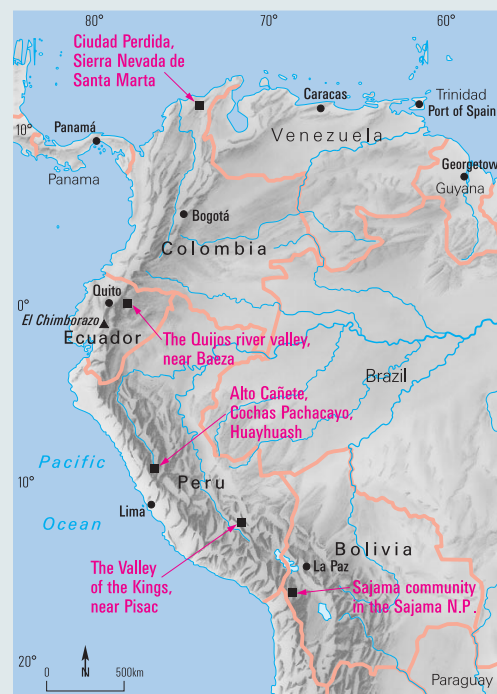 80°
70°
60°
Ciudad Perdida,
Sierra Nevada de
Santa Marta
Caracas
Trinidad
Port of Spain
10°
Panamá
Venezuela
Panama
Georgetow
Guyana
Bogotá
Colombia
0°
Quito
El Chimborazo
Ecuador
The Quijos river valley,
near Baeza
Brazil
Alto Cañete,
Cochas Pachacayo,
Huayhuash
Pacific
10°
Peru
Lima
Ocean
Bolivia
La Paz
The Valley
of the Kings,
near Pisac
Sajama community
in the Sajama N.P.
20°
N
0
500km
Paraguay